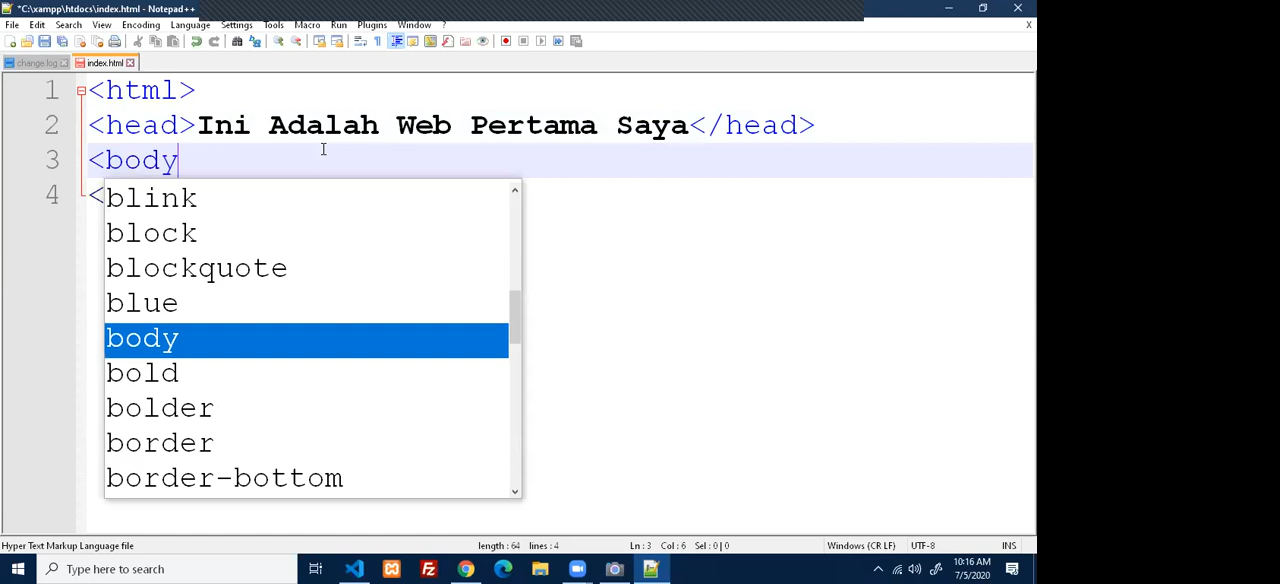 *C:\xampp\htdocs\index.html - Notepad++
File Edit Search View Encoding Language Settings Tools Macro Run Plugins Window ?
X
change.log
index.html
1 <html>
2 <head>Ini Adalah Web Pertama Saya</head>
3 <body
4 <
blink
block
blockquote
blue
body
bold
bolder
border
border-bottom
Hyper Text Markup Language file
length : 64 lines : 4
Ln : 3 Col : 6 Sel : 0 | 0
Windows (CR LF)
UTF-8
INS
Type here to search
10:16 AM
7/5/2020